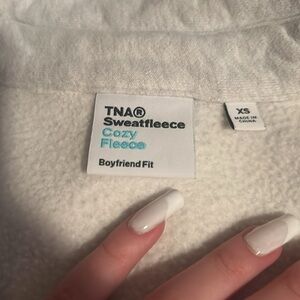 TNA®
Sweatfleece
Cozy
Fleece
Boyfriend Fit
XS
MADE IN
CHINA